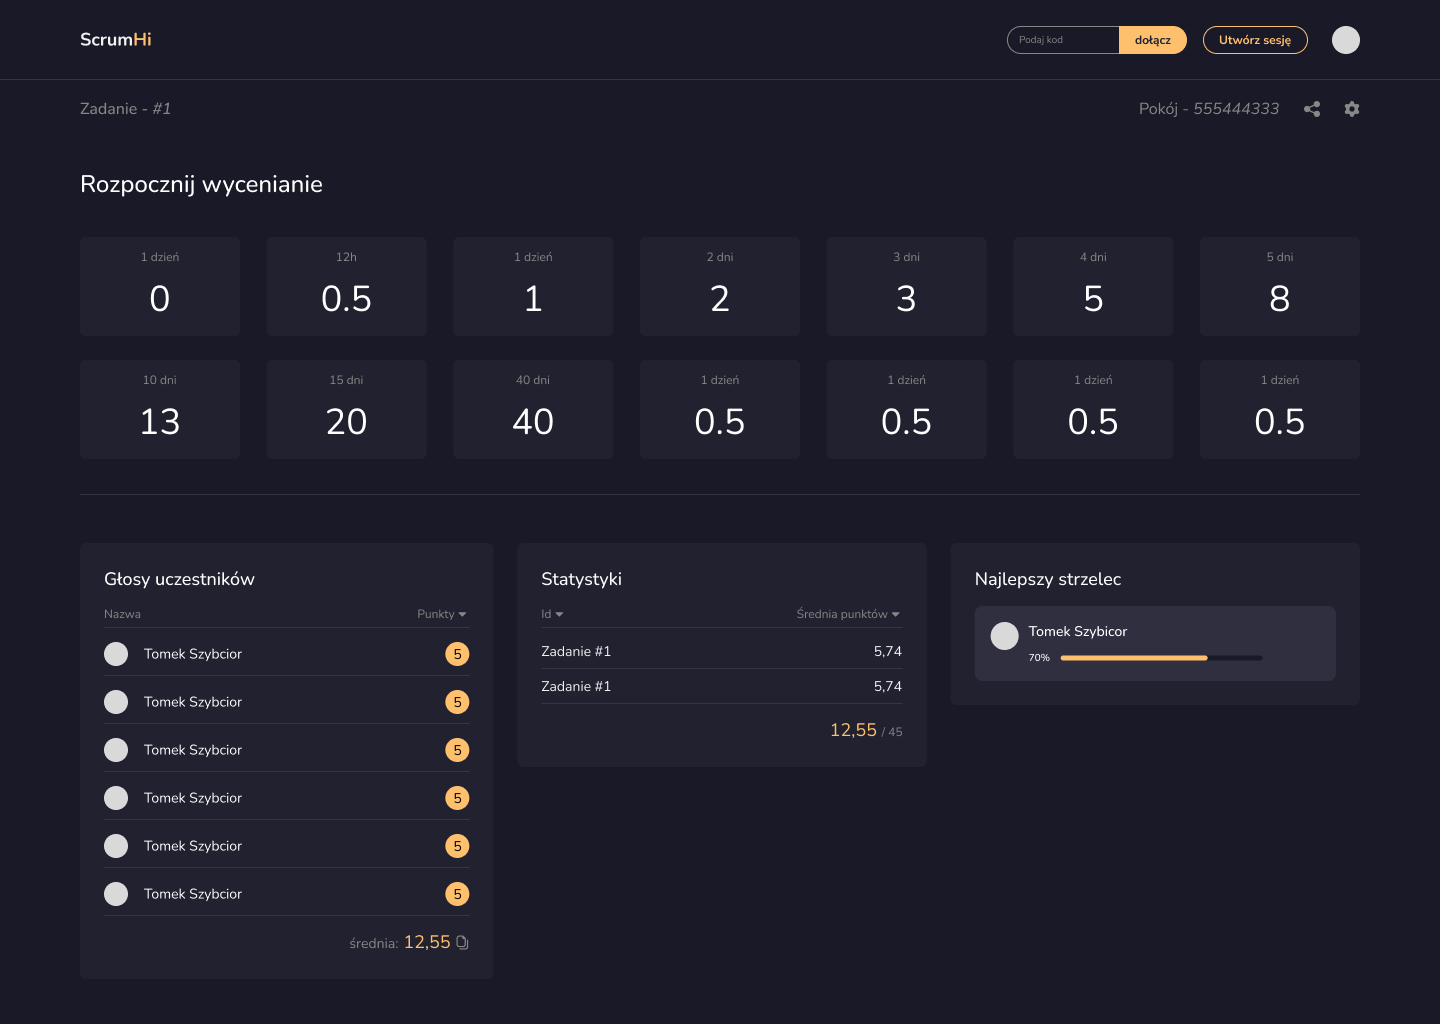 ScrumHi
Podaj kod
dołącz
Utwórz sesję
Zadanie - #1
Pokój - 555444333
Rozpocznij wycenianie
1 dzień
0
12h
0.5
1 dzień
1
2 dni
2
3 dni
3
4 dni
5
5 dni
8
10 dni
13
15 dni
20
40 dni
40
1 dzień
0.5
1 dzień
0.5
1 dzień
0.5
1 dzień
0.5
Głosy uczestników
Nazwa Punkty
Tomek Szybcior 5
Tomek Szybcior 5
Tomek Szybcior 5
Tomek Szybcior 5
Tomek Szybcior 5
Tomek Szybcior 5
średnia: 12,55
Statystyki
Id Średnia punktów
Zadanie #1 5,74
Zadanie #1 5,74
12,55 / 45
Najlepszy strzelec
Tomek Szybicor
70%